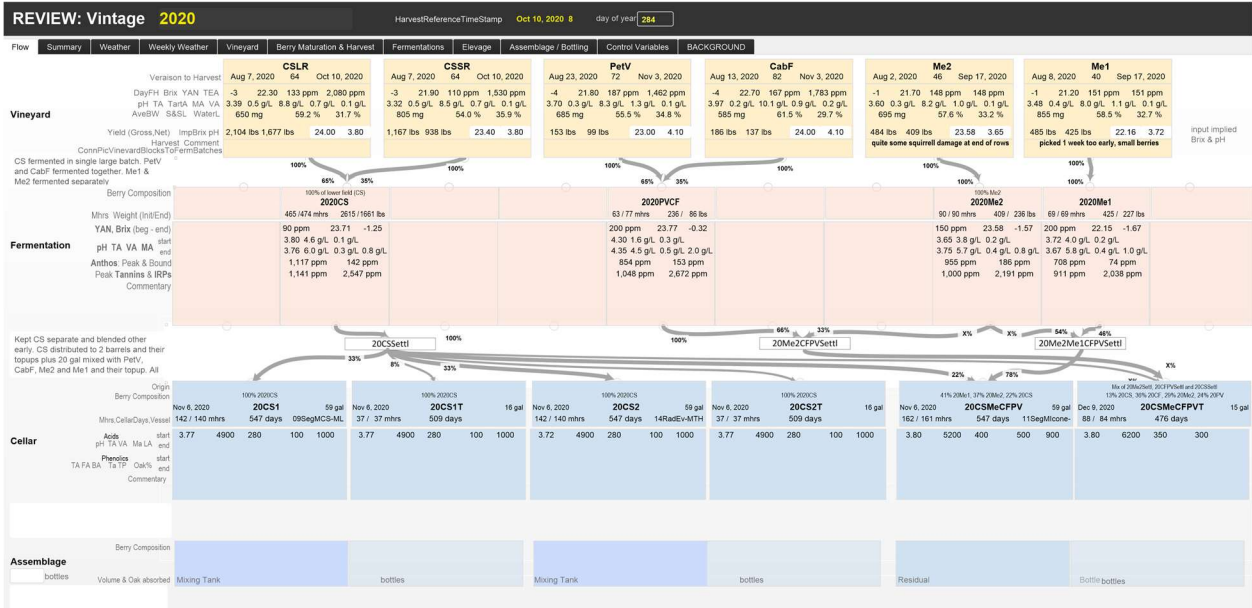 REVIEW: Vintage 2020
HarvestReferenceTimeStamp Oct 10, 2020 8 day of year 284
Flow Summary Weather Weekly Weather Vineyard Berry Maturation & Harvest Fermentations Elevage Assemblage / Bottling Control Variables BACKGROUND
CSLR CSSR PetV CabF Me2 Me1
Veraison to Harvest Aug 7, 2020 64 Oct 10, 2020 Aug 7, 2020 64 Oct 10, 2020 Aug 23, 2020 72 Nov 3, 2020 Aug 13, 2020 82 Nov 3, 2020 Aug 2, 2020 46 Sep 17, 2020 Aug 8, 2020 40 Sep 17, 2020
DayFH Brix YAN TEA -3 22.30 133 ppm 2,080 ppm -3 21.90 110 ppm 1,530 ppm -4 21.80 187 ppm 1,462 ppm -4 22.70 167 ppm 1,783 ppm -1 21.70 148 ppm 148 ppm -1 21.20 151 ppm 151 ppm
pH TA TartA MA VA 3.39 0.5 g/L 8.8 g/L 0.7 g/L 0.1 g/L 3.32 0.5 g/L 8.5 g/L 0.7 g/L 0.1 g/L 3.70 0.3 g/L 8.3 g/L 1.3 g/L 0.1 g/L 3.97 0.2 g/L 10.1 g/L 0.9 g/L 0.2 g/L 3.60 0.3 g/L 8.2 g/L 1.0 g/L 0.1 g/L 3.48 0.4 g/L 8.0 g/L 1.1 g/L 0.1 g/L
Vineyard AveBW S+SL WaterL 650 mg 59.2 % 31.7 % 805 mg 54.0 % 35.9 % 685 mg 55.5 % 34.8 % 585 mg 61.5 % 29.7 % 695 mg 57.6 % 33.2 % 855 mg 58.5 % 32.7 %
Yield (Gross,Net) ImpBrix pH 2,104 lbs 1,677 lbs 24.00 3.80 1,167 lbs 938 lbs 23.40 3.80 153 lbs 99 lbs 23.00 4.10 186 lbs 137 lbs 24.00 4.10 484 lbs 409 lbs 23.58 3.65 485 lbs 425 lbs 22.16 3.72 input implied
Brix & pH
Harvest Comment quite some squirrell damage at end of rows picked 1 week too early, small berries
ConnPicVineyardBlocksToFermBatches
CS fermented in single large batch. PetV
and CabF fermented together. Me1 &
Me2 fermented separately
100% 100% 100% 100% 100% 100%
65% 35% 65% 35%
Berry Composition 100% of lower field (CS) 100% Me2
2020CS 2020PVCF 2020Me2 2020Me1
Mhrs Weight (Init/End) 465 /474 mhrs 2615 /1661 lbs 63 / 77 mhrs 236 / 86 lbs 90 / 90 mhrs 409 / 236 lbs 69 / 69 mhrs 425 / 227 lbs
YAN, Brix (beg - end) 90 ppm 23.71 -1.25 200 ppm 23.77 -0.32 150 ppm 23.58 -1.57 200 ppm 22.15 -1.67
Fermentation pH TA VA MA start 3.80 4.6 g/L 0.1 g/L 4.30 1.6 g/L 0.3 g/L 3.65 3.8 g/L 0.2 g/L 3.72 4.0 g/L 0.2 g/L
end 3.76 6.0 g/L 0.3 g/L 0.8 g/L 4.35 4.5 g/L 0.5 g/L 2.0 g/L 3.75 5.7 g/L 0.4 g/L 0.8 g/L 3.67 5.8 g/L 0.4 g/L 1.0 g/L
Anthos: Peak & Bound 1,117 ppm 142 ppm 854 ppm 153 ppm 955 ppm 186 ppm 708 ppm 74 ppm
Peak Tannins & IRPs 1,141 ppm 2,547 ppm 1,048 ppm 2,672 ppm 1,000 ppm 2,191 ppm 911 ppm 2,038 ppm
Commentary
Kept CS separate and blended other
early. CS distributed to 2 barrels and their
topups plus 20 gal mixed with PetV,
CabF, Me2 and Me1 and their topup. All
100% 100% 66% 33% X% X% 54% 46%
20CSSettl 20Me2CFPVSettl 20Me2Me1CFPVSettl
33% 8% 33% 22% 78% X%
Origin Mix of 20Me2Settl, 20CFPVSettl and 20CSSettl
Berry Composition 100% 20CS 100% 20CS 100% 20CS 100% 20CS 41% 20Me1, 37% 20Me2, 22% 20CS 13% 20CS, 30% 20CF, 29% 20Me2, 24% 20PV
Nov 6, 2020 20CS1 59 gal Nov 6, 2020 20CS1T 16 gal Nov 6, 2020 20CS2 59 gal Nov 6, 2020 20CS2T 16 gal Nov 6, 2020 20CSMeCFPV 59 gal Dec 9, 2020 20CSMeCFPVT 15 gal
Mhrs,CellarDays,Vessel 142 / 140 mhrs 547 days 09SegMCS-ML 37 / 37 mhrs 509 days 142 / 140 mhrs 547 days 14RadEv-MTH 37 / 37 mhrs 509 days 162 / 161 mhrs 547 days 11SegMIcone- 88 / 84 mhrs 476 days
Cellar Acids start 3.77 4900 280 100 1000 3.77 4900 280 100 1000 3.72 4900 280 100 1000 3.77 4900 280 100 1000 3.80 5200 400 500 900 3.80 6200 350 300
pH TA VA Ma LA end
Phenolics start
TA FA BA Ta TP Oak% end
Commentary
Berry Composition
Assemblage
bottles Volume & Oak absorbed Mixing Tank bottles Mixing Tank bottles Residual Bottle bottles